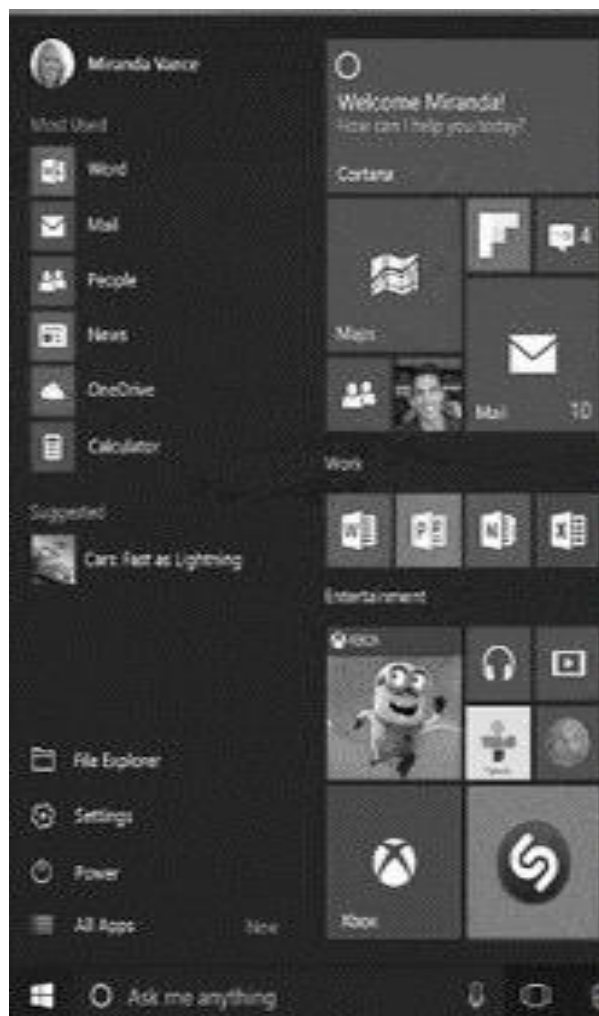 Miranda Vance
Most Used
Word
Mail
People
News
OneDrive
Calculator
Suggested
Cars: Fast as Lightning
File Explorer
Settings
Power
All Apps
New
Welcome Miranda!
How can I help you today?
Cortana
Maps
4
Mail
10
Work
W
P
N
X
Entertainment
XBOX
Xbox
Ask me anything